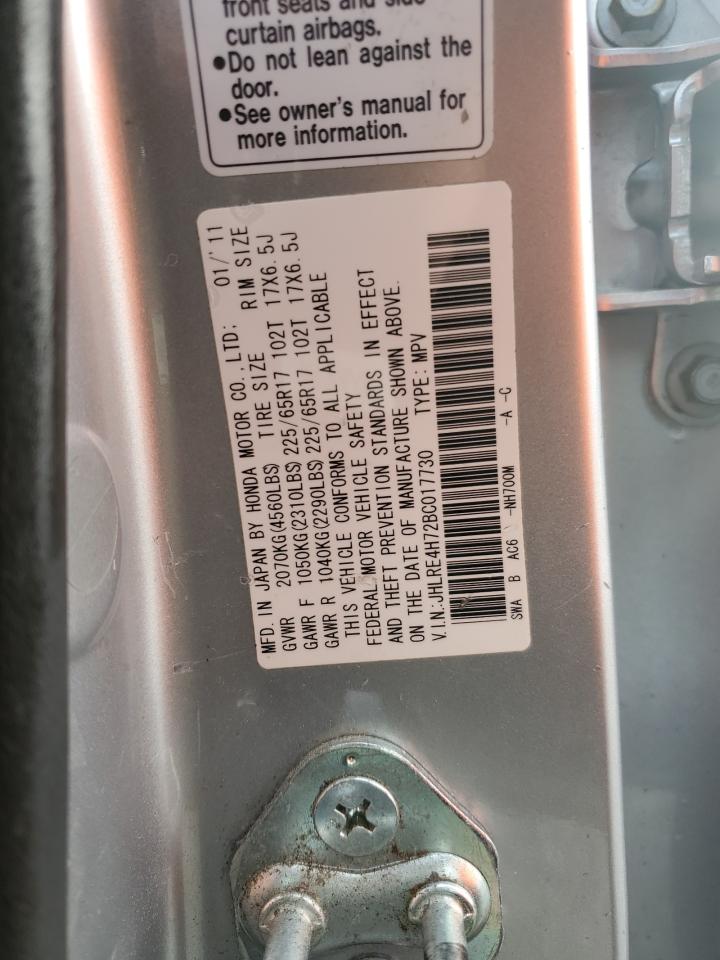 front seats and side
curtain airbags.
●Do not lean against the
door.
●See owner's manual for
more information.
MFD. IN JAPAN BY HONDA MOTOR CO., LTD; 01/'11
GVWR 2070KG(4560LBS) TIRE SIZE RIM SIZE
GAWR F 1050KG(2310LBS) 225/65R17 102T 17X6.5J
GAWR R 1040KG(2290LBS) 225/65R17 102T 17X6.5J
THIS VEHICLE CONFORMS TO ALL APPLICABLE
FEDERAL MOTOR VEHICLE SAFETY
AND THEFT PREVENTION STANDARDS IN EFFECT
ON THE DATE OF MANUFACTURE SHOWN ABOVE.
V.I.N.:JHLRE4H72BC017730 TYPE: MPV
SWA B AC6 -NH700M -A -C